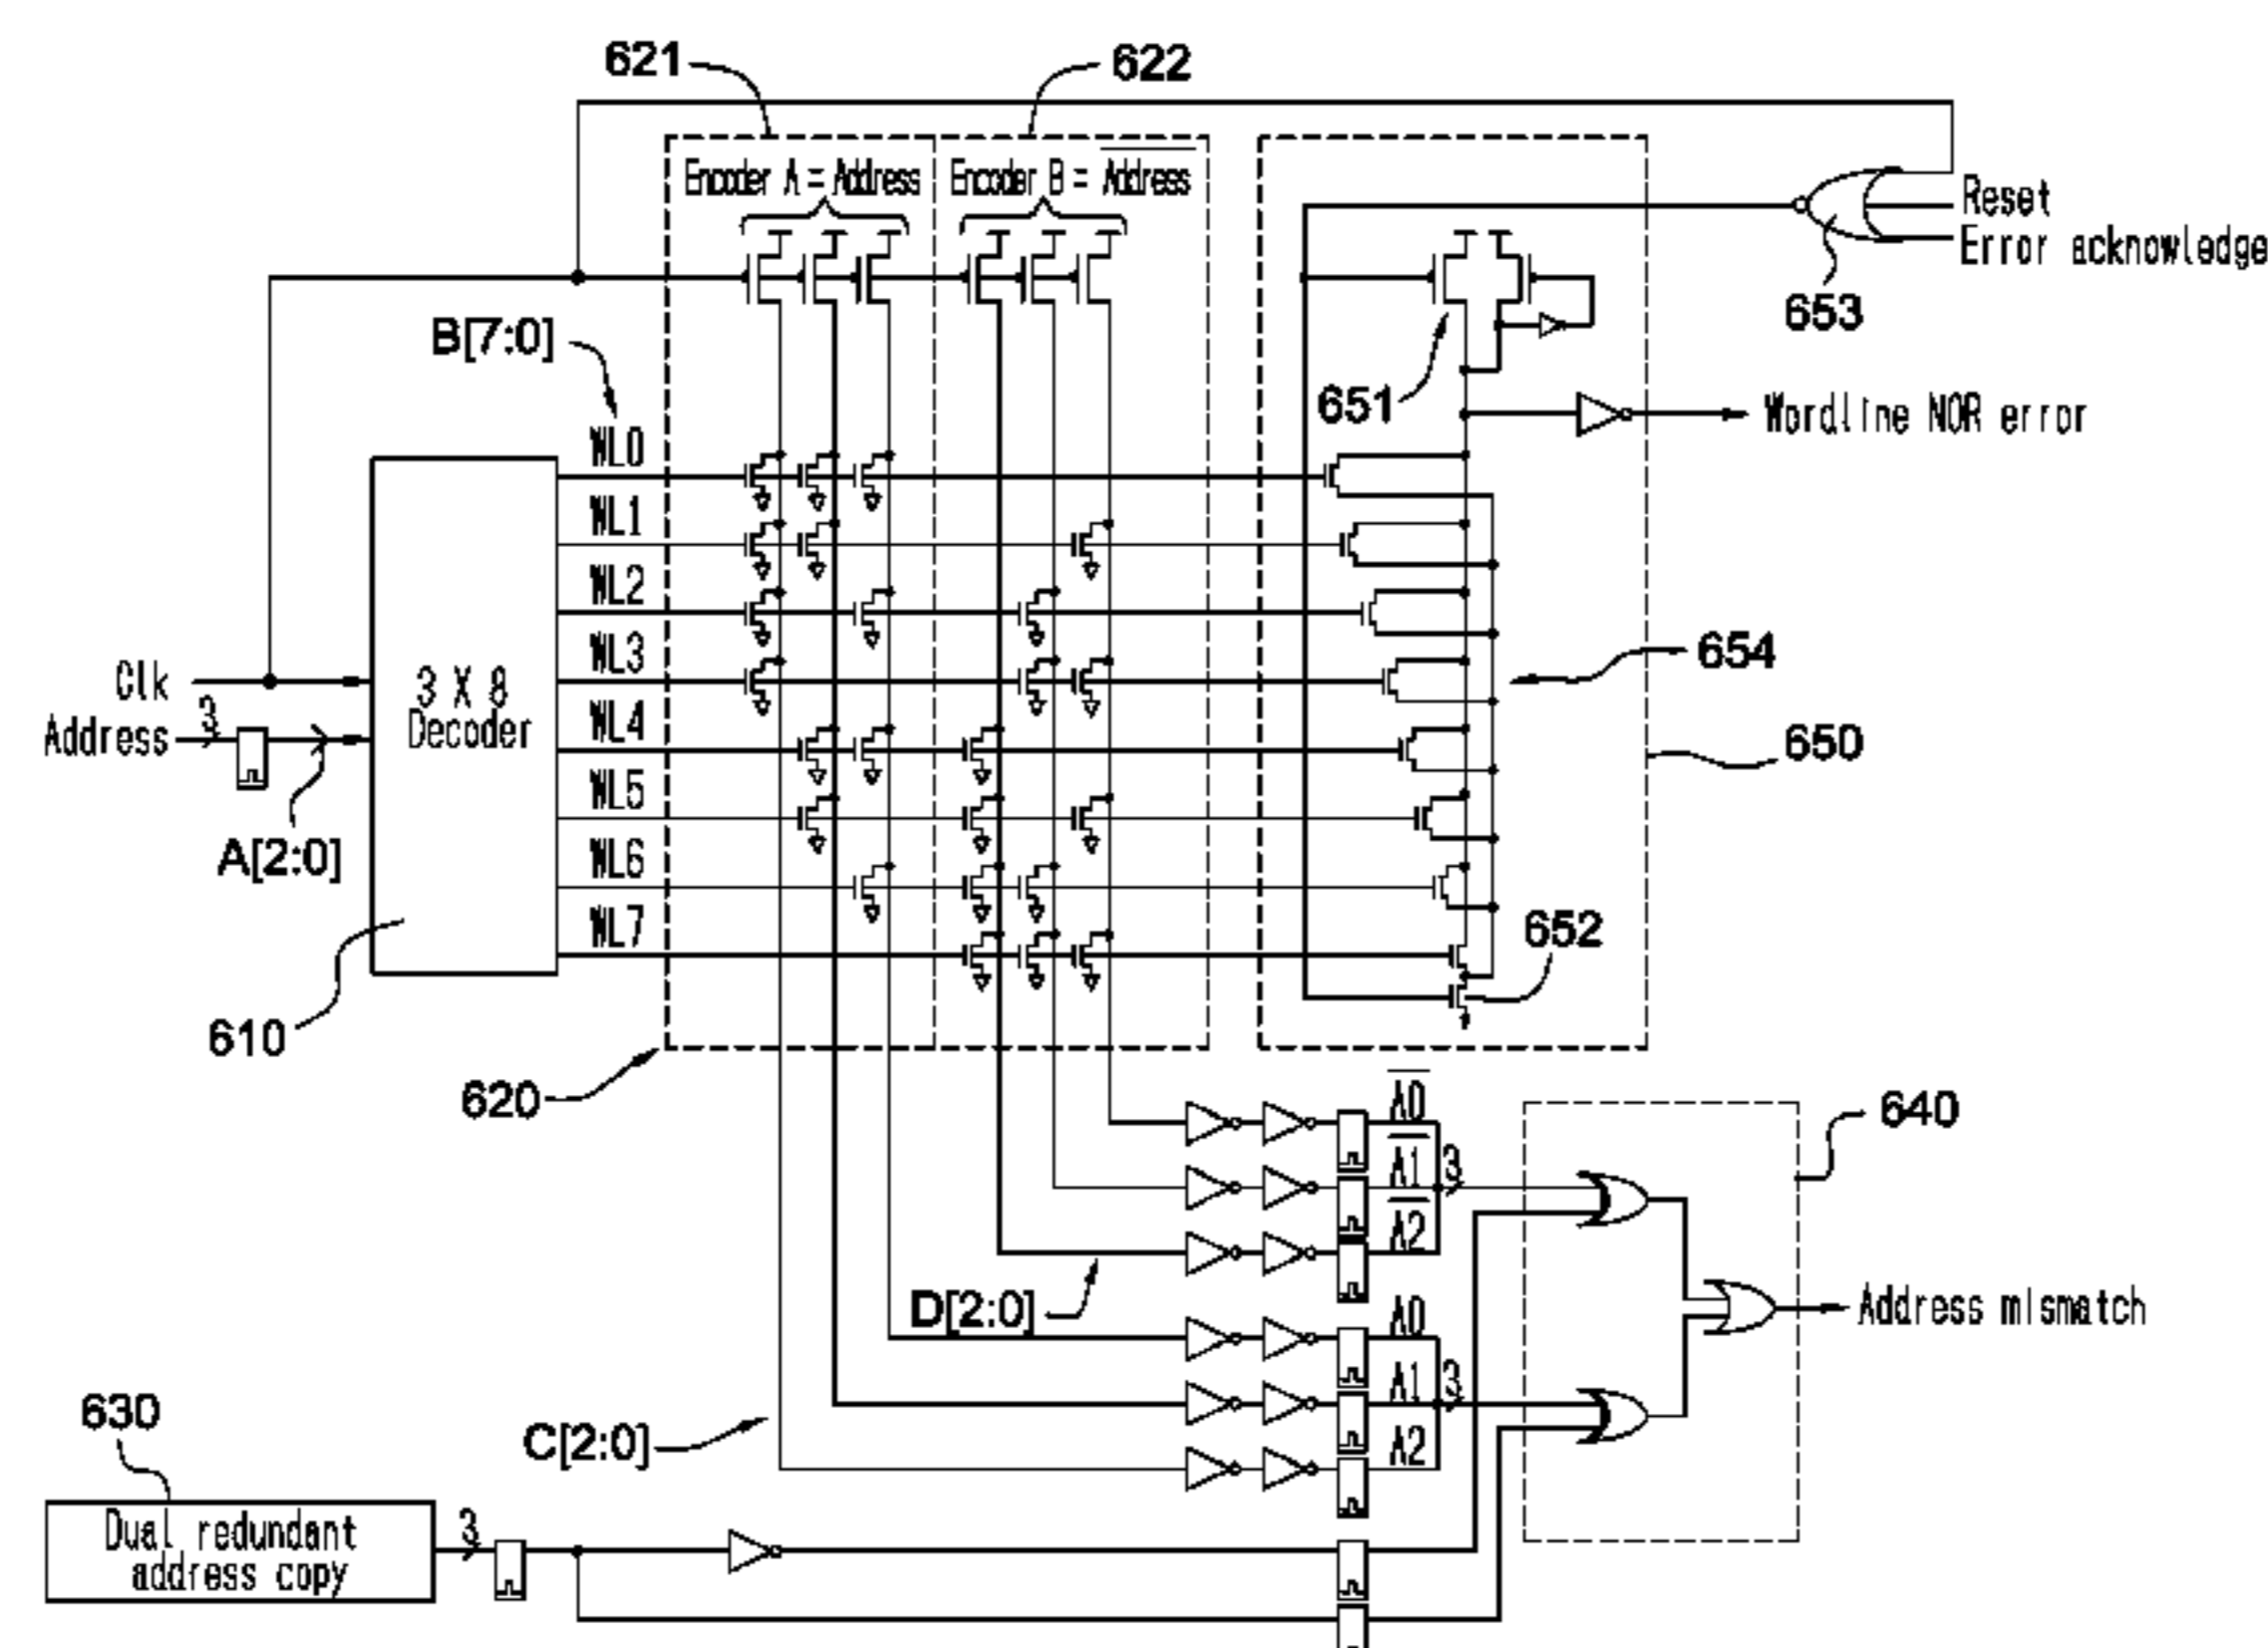 621
622
Encoder A = Address
Encoder B = Address
Reset
Error acknowledge
653
B[7:0]
651
Wordline NOR error
WL0
WL1
WL2
WL3
WL4
WL5
WL6
WL7
654
650
Clk
3
Address
3 X 8
Decoder
A[2:0]
652
610
620
640
A0
A1
3
A2
D[2:0]
A0
A1
3
A2
Address mismatch
C[2:0]
630
Dual redundant
address copy
3